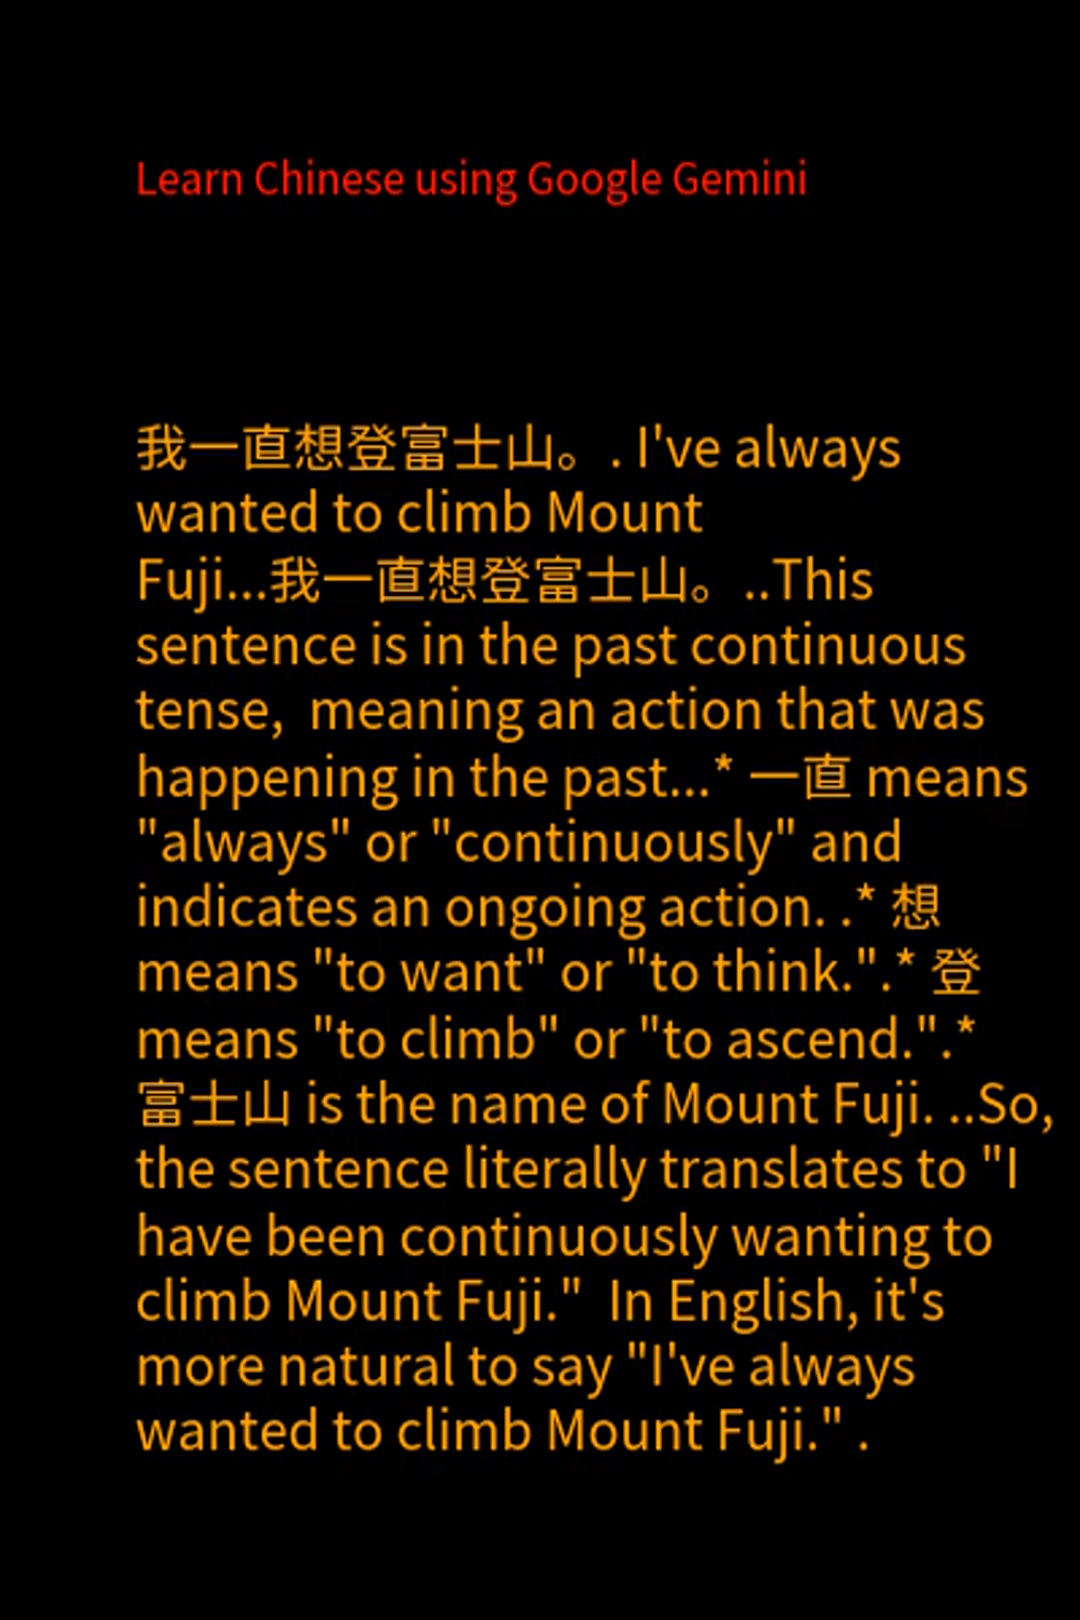 Learn Chinese using Google Gemini
我一直想登富士山。. I've always
wanted to climb Mount
Fuji...我一直想登富士山。..This
sentence is in the past continuous
tense,  meaning an action that was
happening in the past...* 一直 means
"always" or "continuously" and
indicates an ongoing action. .* 想
means "to want" or "to think.".* 登
means "to climb" or "to ascend.".*
富士山 is the name of Mount Fuji. ..So,
the sentence literally translates to "I
have been continuously wanting to
climb Mount Fuji."  In English, it's
more natural to say "I've always
wanted to climb Mount Fuji." .